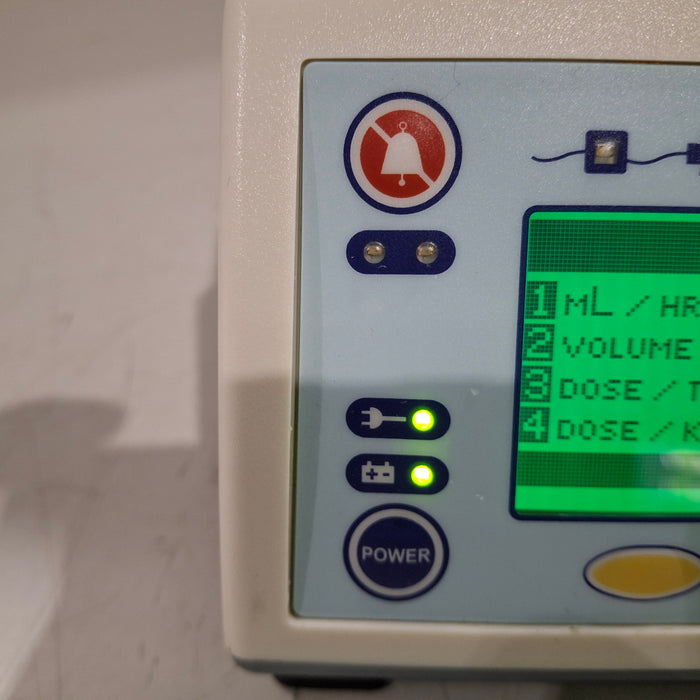 1 mL / HR
2 VOLUME
3 DOSE /
4 DOSE / K
POWER